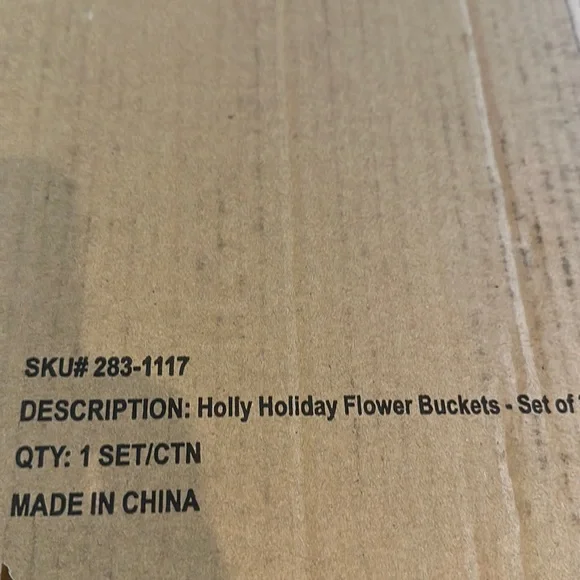 SKU# 283-1117
DESCRIPTION: Holly Holiday Flower Buckets - Set of
QTY: 1 SET/CTN
MADE IN CHINA